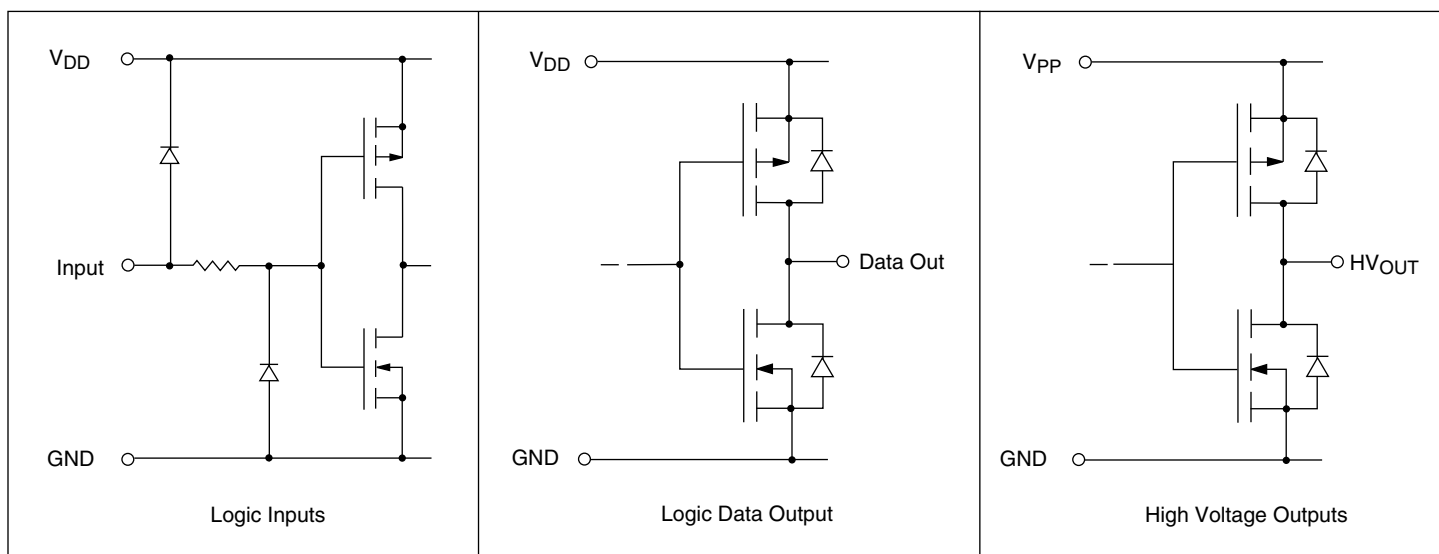 VDD
Input
GND
Logic Inputs
VDD
Data Out
GND
Logic Data Output
VPP
HVOUT
GND
High Voltage Outputs